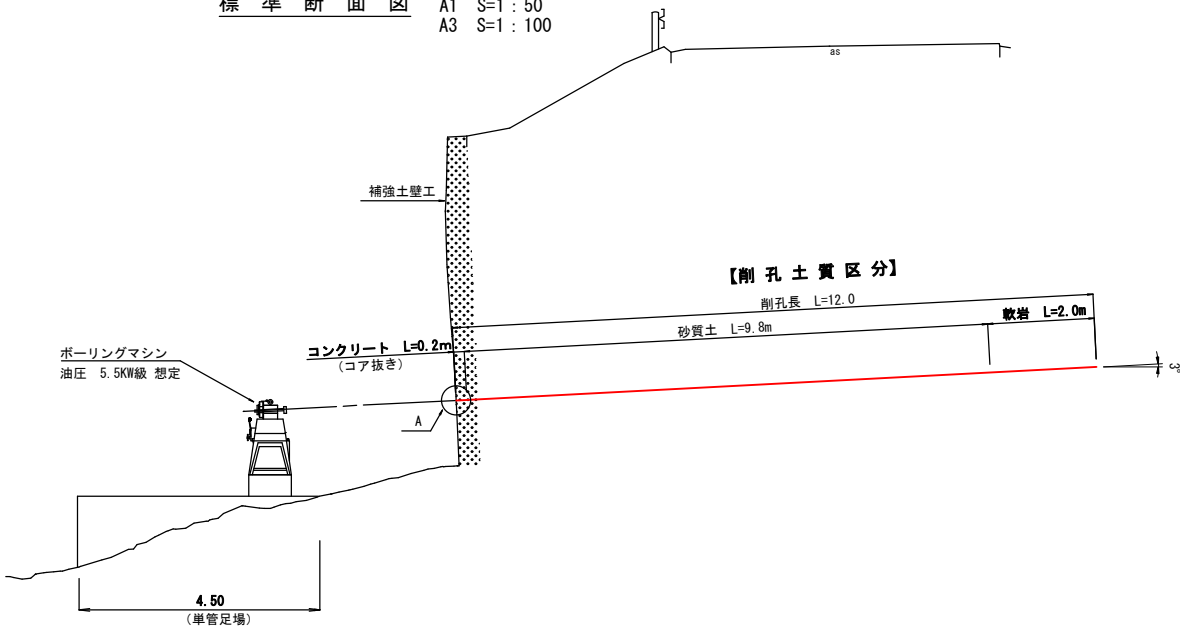 標 準 断 面 図 A1 S=1 : 50
A3 S=1 : 100
as
補強土壁工
【削 孔 土 質 区 分】
削孔長 L=12.0
砂質土 L=9.8m
軟岩 L=2.0m
コンクリート L=0.2m
(コア抜き)
ボーリングマシン
油圧 5.5KW級 想定
3°
A
4.50
(単管足場)